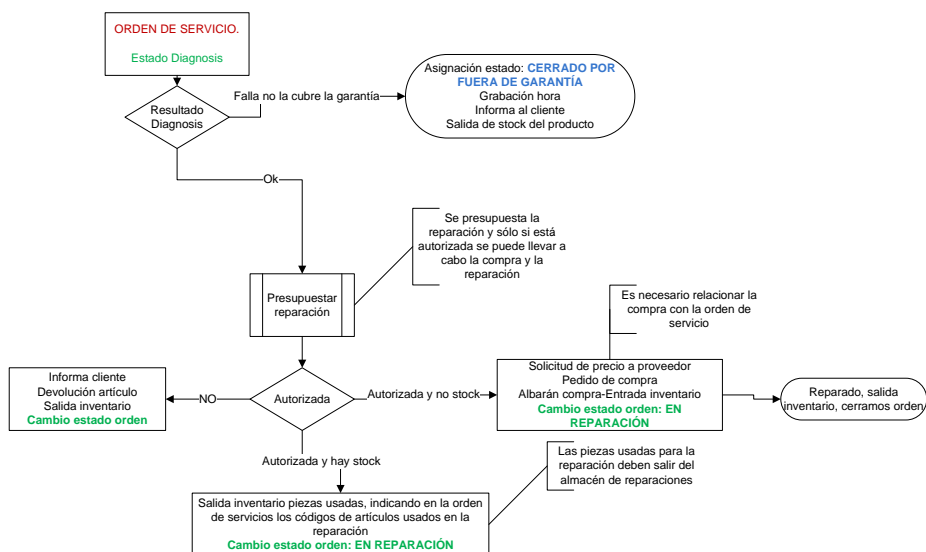 ORDEN DE SERVICIO.
Estado Diagnosis
Asignación estado: CERRADO POR
FUERA DE GARANTÍA
Grabación hora
Informa al cliente
Salida de stock del producto
Falla no la cubre la garantía
Resultado
Diagnosis
Ok
Se presupuesta la
reparación y sólo si está
autorizada se puede llevar a
cabo la compra y la
reparación
Presupuestar
reparación
Es necesario relacionar la
compra con la orden de
servicio
Informa cliente
Devolución artículo
Salida inventario
Cambio estado orden
NO
Autorizada
Autorizada y no stock
Solicitud de precio a proveedor
Pedido de compra
Albarán compra-Entrada inventario
Cambio estado orden: EN
REPARACIÓN
Reparado, salida
inventario, cerramos orden
Autorizada y hay stock
Las piezas usadas para la
reparación deben salir del
almacén de reparaciones
Salida inventario piezas usadas, indicando en la orden
de servicios los códigos de artículos usados en la
reparación
Cambio estado orden: EN REPARACIÓN